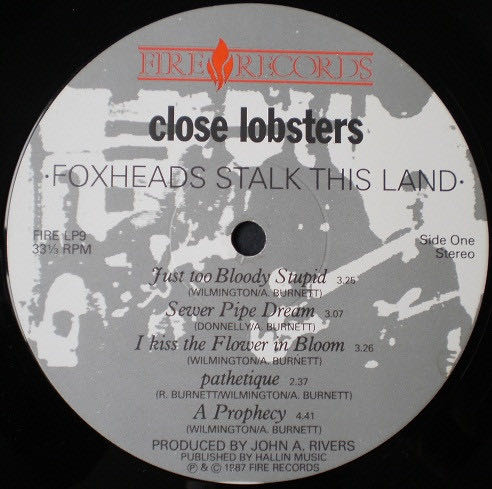 FIRE RECORDS
close lobsters
·FOXHEADS STALK THIS LAND·
FIRE LP9
33⅓ RPM
Side One
Stereo
Just too Bloody Stupid 3.25
(WILMINGTON/A. BURNETT)
Sewer Pipe Dream 3.07
(DONNELLY/A. BURNETT)
I kiss the Flower in Bloom 3.26
(WILMINGTON/A. BURNETT)
pathetique 2.37
(R. BURNETT/WILMINGTON/A. BURNETT)
A Prophecy 4.41
(WILMINGTON/A. BURNETT)
PRODUCED BY JOHN A. RIVERS
PUBLISHED BY HALLIN MUSIC
℗ & © 1987 FIRE RECORDS